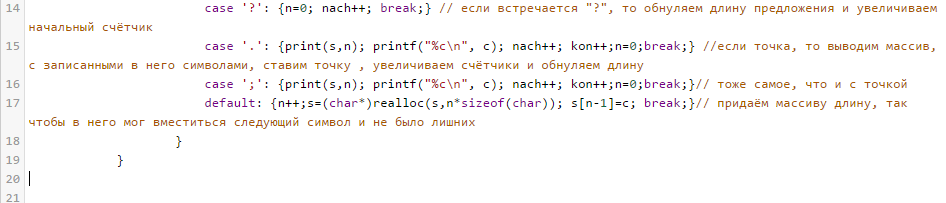 14 case '?': {n=0; nach++; break;} // если встречается "?", то обнуляем длину предложения и увеличиваем
начальный счётчик
15 case '.': {print(s,n); printf("%c\n", c); nach++; kon++;n=0;break;} //если точка, то выводим массив,
с записанными в него символами, ставим точку , увеличиваем счётчики и обнуляем длину
16 case ';': {print(s,n); printf("%c\n", c); nach++; kon++;n=0;break;}// тоже самое, что и с точкой
17 default: {n++;s=(char*)realloc(s,n*sizeof(char)); s[n-1]=c; break;}// придаём массиву длину, так
чтобы в него мог вместиться следующий символ и не было лишних
18 }
19 }
20
21